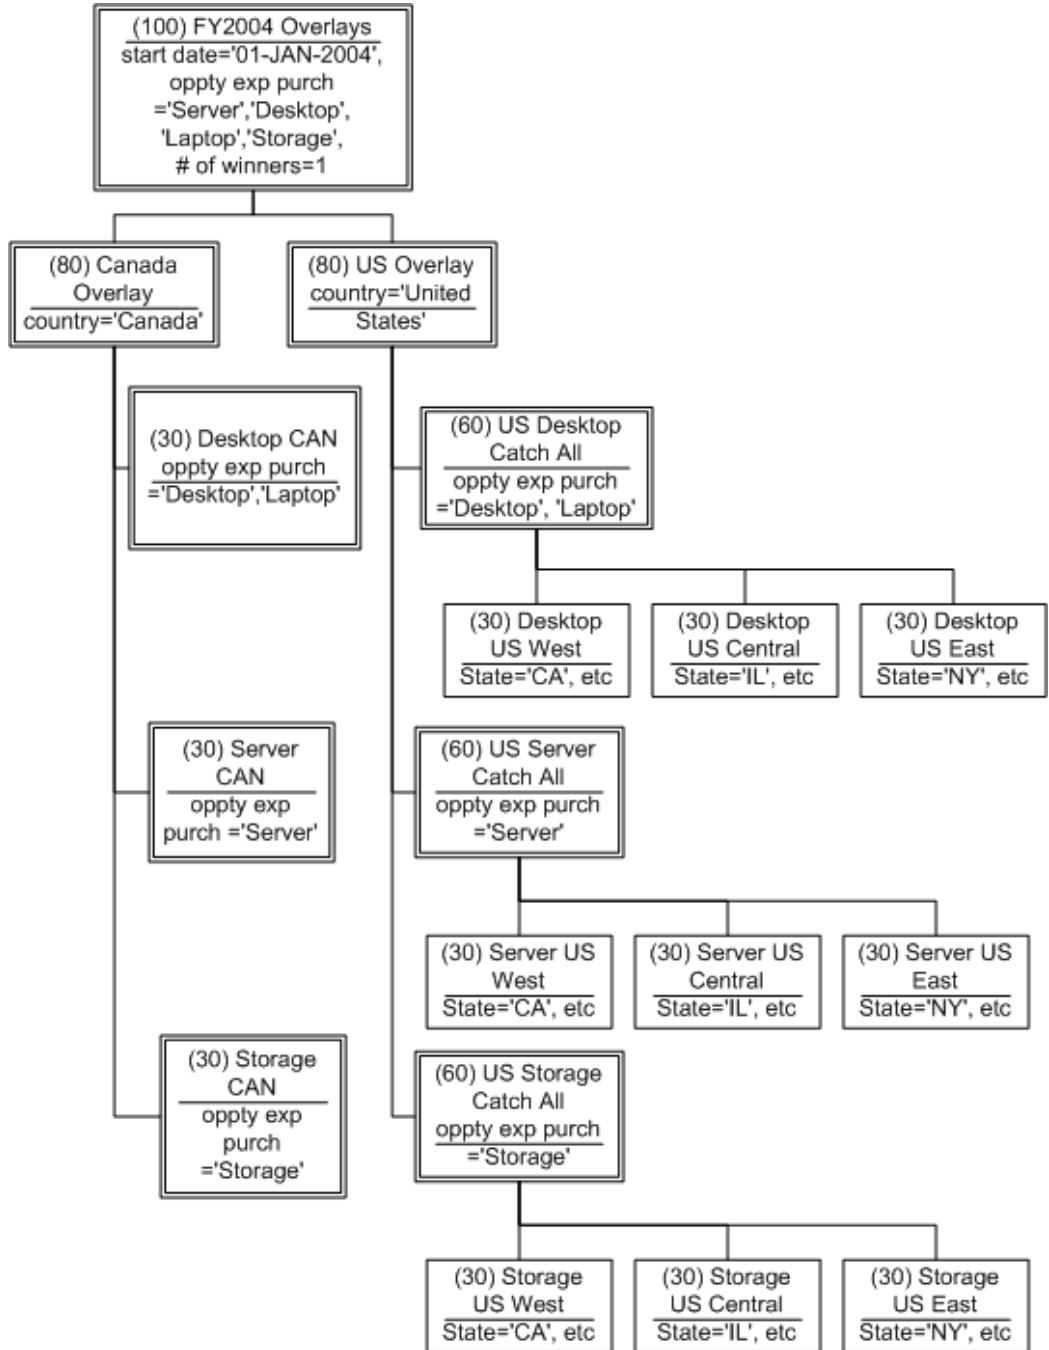 (100) FY2004 Overlays
start date='01-JAN-2004',
oppty exp purch
='Server','Desktop',
'Laptop','Storage',
# of winners=1
(80) Canada
Overlay
country='Canada'
(80) US Overlay
country='United
States'
(30) Desktop CAN
oppty exp purch
='Desktop','Laptop'
(60) US Desktop
Catch All
oppty exp purch
='Desktop', 'Laptop'
(30) Desktop
US West
State='CA', etc
(30) Desktop
US Central
State='IL', etc
(30) Desktop
US East
State='NY', etc
(30) Server
CAN
oppty exp
purch ='Server'
(60) US Server
Catch All
oppty exp purch
='Server'
(30) Server US
West
State='CA', etc
(30) Server US
Central
State='IL', etc
(30) Server US
East
State='NY', etc
(30) Storage
CAN
oppty exp
purch
='Storage'
(60) US Storage
Catch All
oppty exp purch
='Storage'
(30) Storage
US West
State='CA', etc
(30) Storage
US Central
State='IL', etc
(30) Storage
US East
State='NY', etc